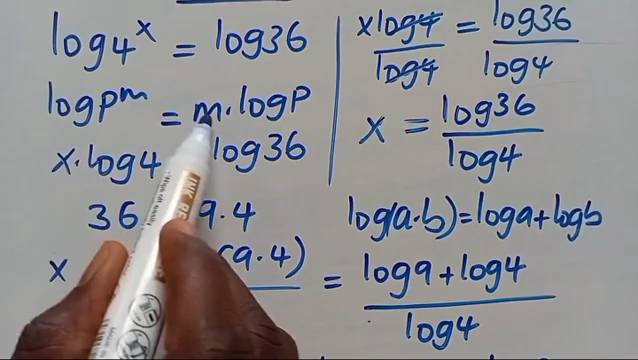 log4^x = log36
logp^m = m·logp
x·log4 log36
36 9·4
x (9·4)
xlog4/log4 = log36/log4
x = log36/log4
log(a·b)=loga+logb
= log9+log4/log4